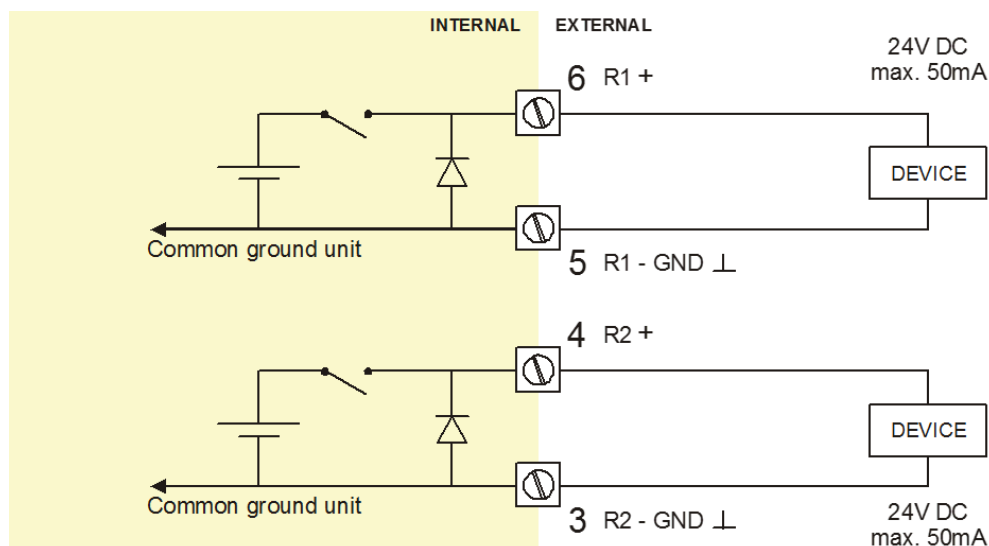 INTERNAL EXTERNAL
24V DC
max. 50mA
6 R1 +
DEVICE
Common ground unit
5 R1 - GND ⊥
4 R2 +
DEVICE
Common ground unit
3 R2 - GND ⊥
24V DC
max. 50mA